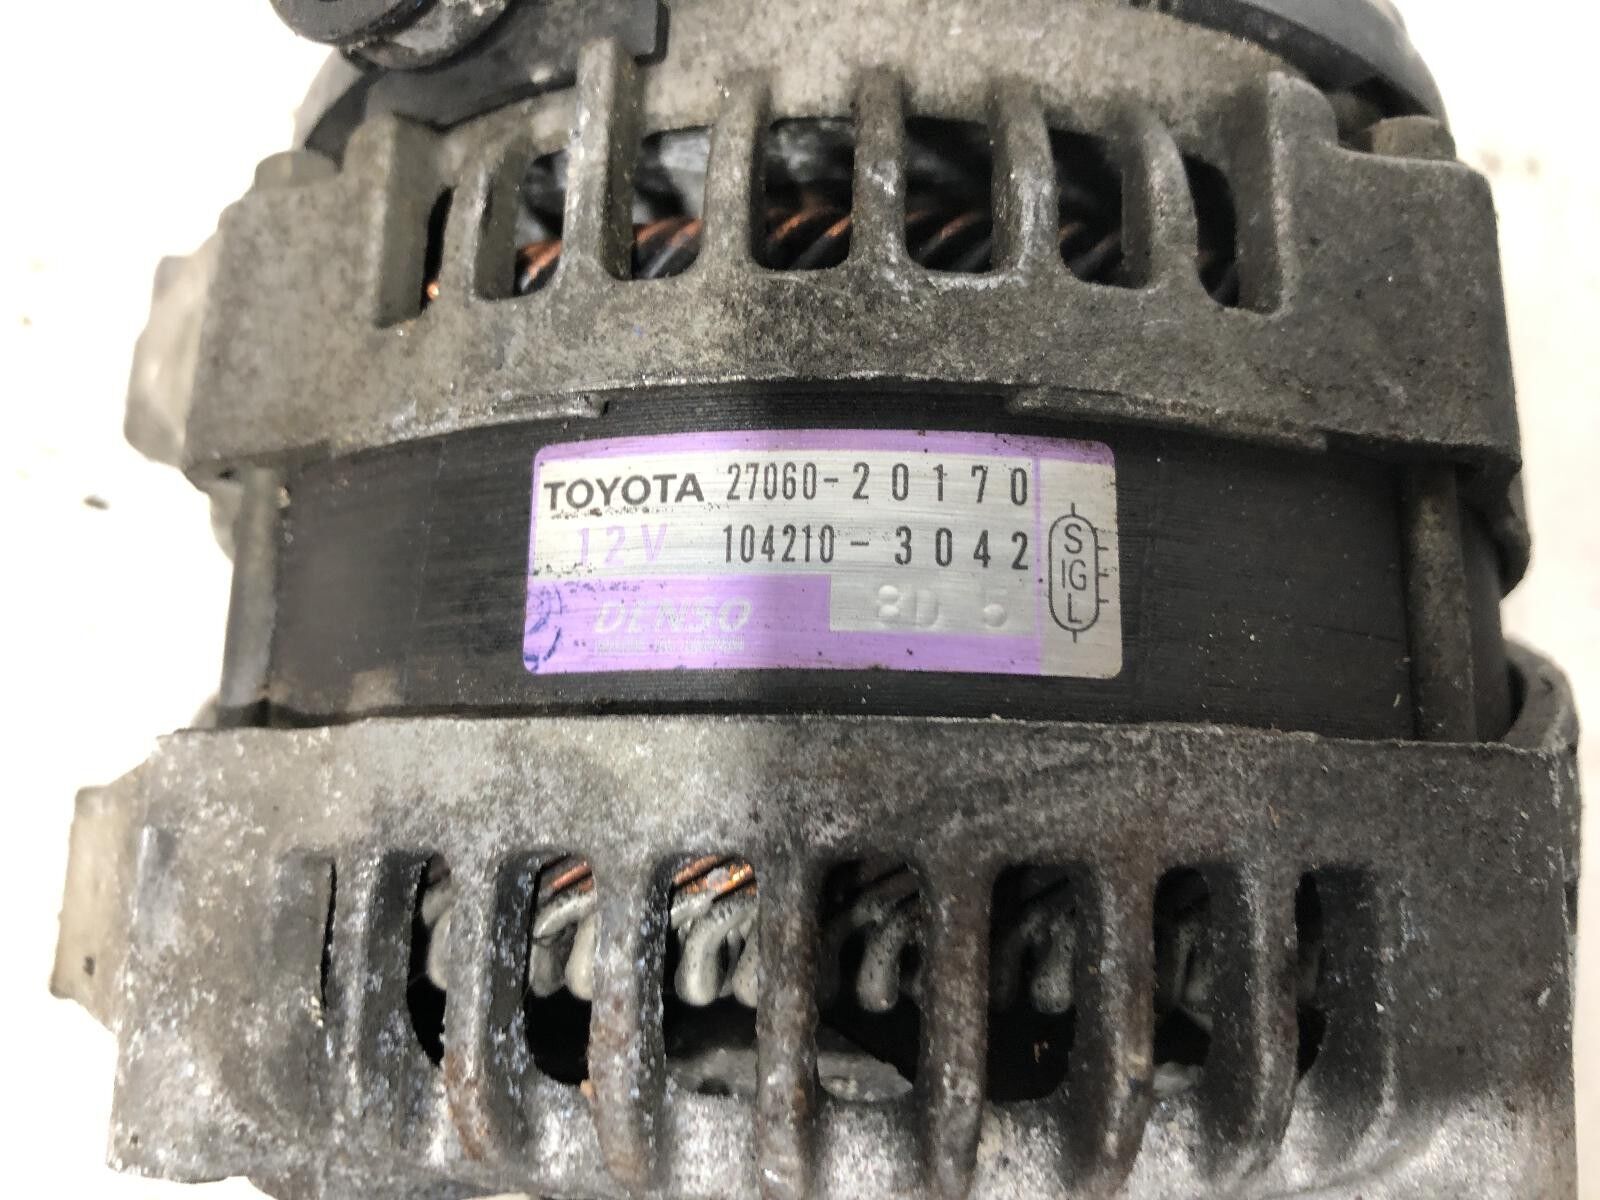 TOYOTA 27060-20170
12V 104210-3042
DENSO 8D 5
S
IG
L